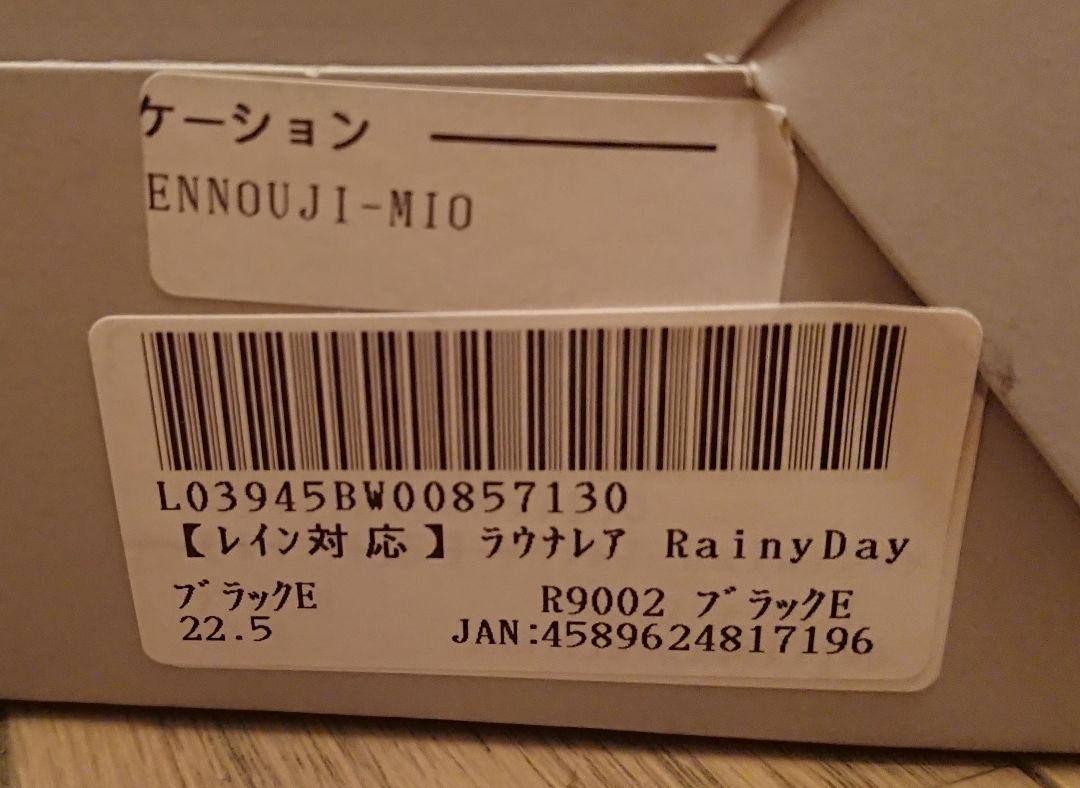 ケーション
ENNOUJI-MIO
L03945BW00857130
【レイン対応】 ラウナレア RainyDay
ブラックE R9002 ブラックE
22.5 JAN:4589624817196